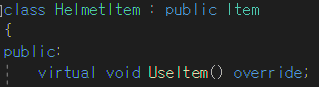 class HelmetItem : public Item
{
public:
virtual void UseItem() override;